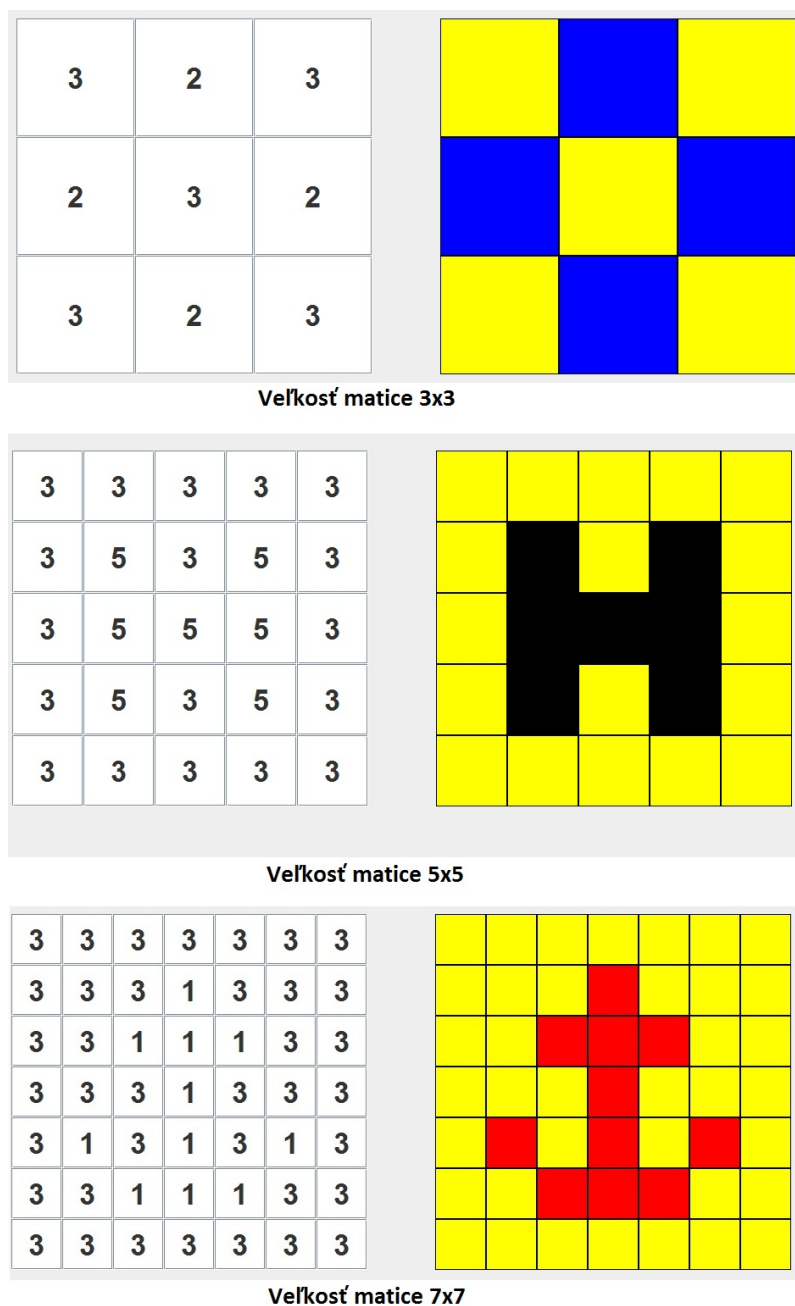 3 2 3
2 3 2
3 2 3
Veľkosť matice 3x3
3 3 3 3 3
3 5 3 5 3
3 5 5 5 3
3 5 3 5 3
3 3 3 3 3
Veľkosť matice 5x5
3 3 3 3 3 3 3
3 3 3 1 3 3 3
3 3 1 1 1 3 3
3 3 3 1 3 3 3
3 1 3 1 3 1 3
3 3 1 1 1 3 3
3 3 3 3 3 3 3
Veľkosť matice 7x7